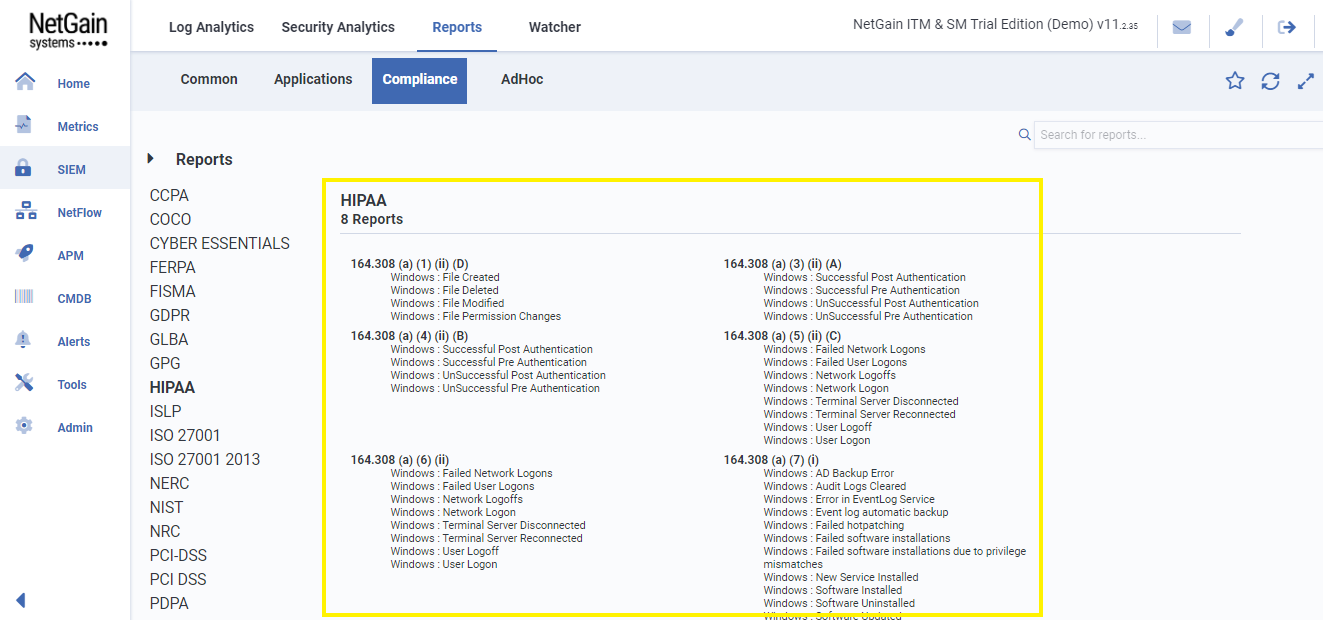 NetGain
systems
Log Analytics
Security Analytics
Reports
Watcher
NetGain ITM & SM Trial Edition (Demo) v11.2.35
Home
Metrics
SIEM
NetFlow
APM
CMDB
Alerts
Tools
Admin
Common
Applications
Compliance
AdHoc
Search for reports...
Reports
CCPA
COCO
CYBER ESSENTIALS
FERPA
FISMA
GDPR
GLBA
GPG
HIPAA
ISLP
ISO 27001
ISO 27001 2013
NERC
NIST
NRC
PCI-DSS
PCI DSS
PDPA
HIPAA
8 Reports
164.308 (a) (1) (ii) (D)
Windows : File Created
Windows : File Deleted
Windows : File Modified
Windows : File Permission Changes
164.308 (a) (3) (ii) (A)
Windows : Successful Post Authentication
Windows : Successful Pre Authentication
Windows : UnSuccessful Post Authentication
Windows : UnSuccessful Pre Authentication
164.308 (a) (4) (ii) (B)
Windows : Successful Post Authentication
Windows : Successful Pre Authentication
Windows : UnSuccessful Post Authentication
Windows : UnSuccessful Pre Authentication
164.308 (a) (5) (ii) (C)
Windows : Failed Network Logons
Windows : Failed User Logons
Windows : Network Logoffs
Windows : Network Logon
Windows : Terminal Server Disconnected
Windows : Terminal Server Reconnected
Windows : User Logoff
Windows : User Logon
164.308 (a) (6) (ii)
Windows : Failed Network Logons
Windows : Failed User Logons
Windows : Network Logoffs
Windows : Network Logon
Windows : Terminal Server Disconnected
Windows : Terminal Server Reconnected
Windows : User Logoff
Windows : User Logon
164.308 (a) (7) (i)
Windows : AD Backup Error
Windows : Audit Logs Cleared
Windows : Error in EventLog Service
Windows : Event log automatic backup
Windows : Failed hotpatching
Windows : Failed software installations
Windows : Failed software installations due to privilege
mismatches
Windows : New Service Installed
Windows : Software Installed
Windows : Software Uninstalled
Windows : Software Updated